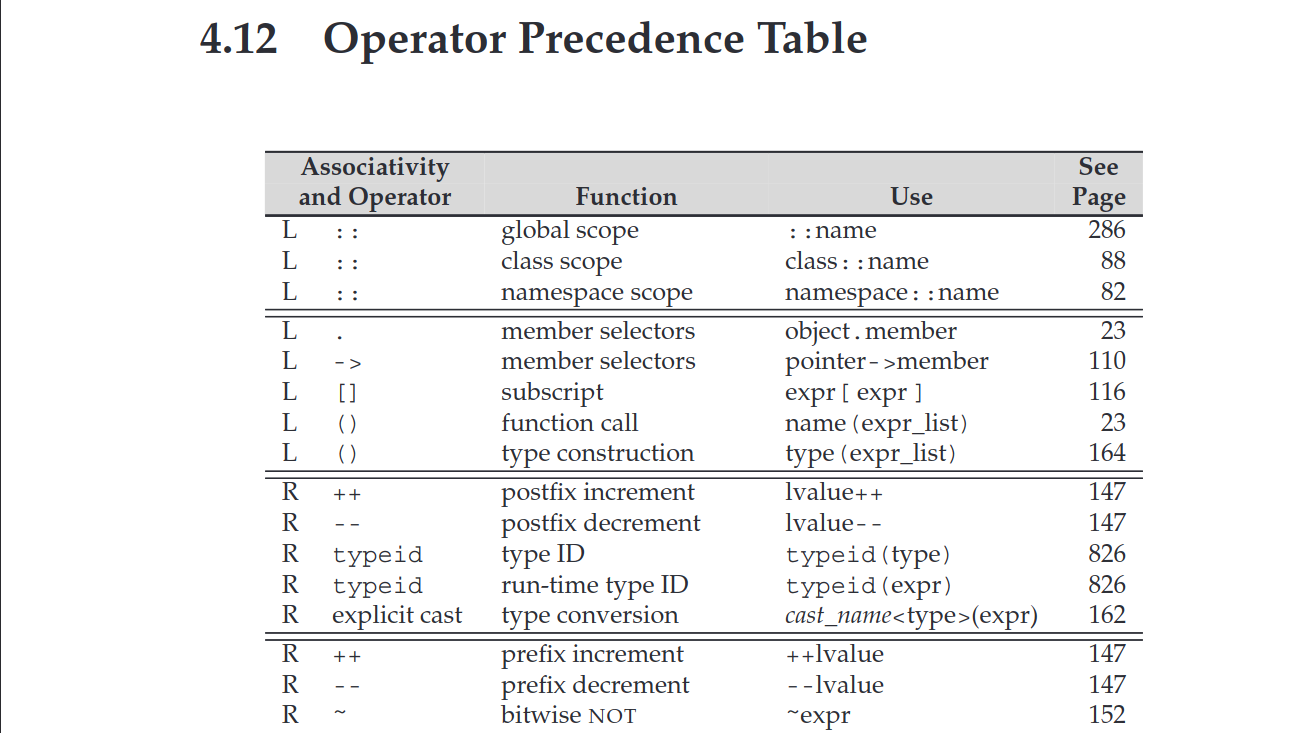 4.12 Operator Precedence Table
Associativity and Operator Function Use See Page
L :: global scope ::name 286
L :: class scope class::name 88
L :: namespace scope namespace::name 82
L . member selectors object.member 23
L -> member selectors pointer->member 110
L [] subscript expr[ expr ] 116
L () function call name(expr_list) 23
L () type construction type(expr_list) 164
R ++ postfix increment lvalue++ 147
R -- postfix decrement lvalue-- 147
R typeid type ID typeid(type) 826
R typeid run-time type ID typeid(expr) 826
R explicit cast type conversion cast_name<type>(expr) 162
R ++ prefix increment ++lvalue 147
R -- prefix decrement --lvalue 147
R ~ bitwise NOT ~expr 152